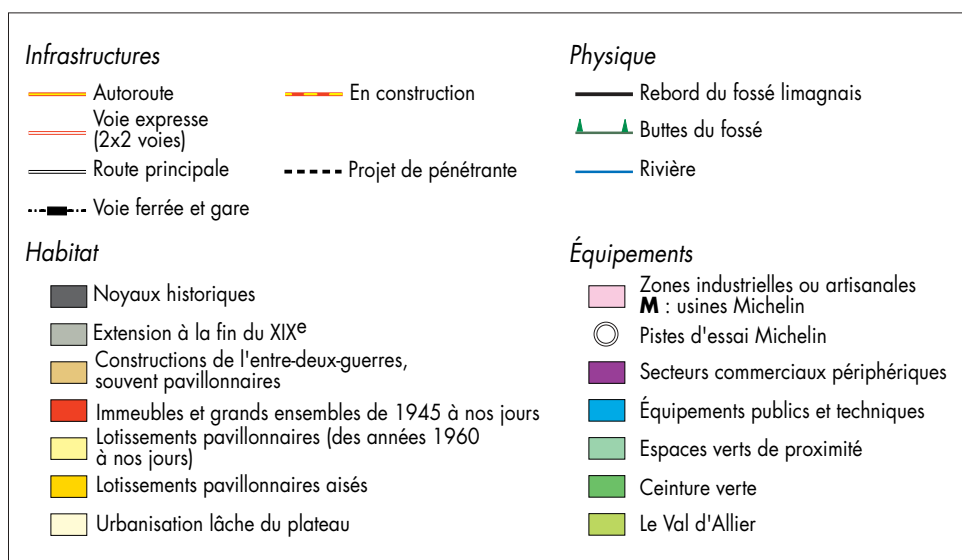 Infrastructures
Autoroute
En construction
Voie expresse
(2x2 voies)
Route principale
Projet de pénétrante
Voie ferrée et gare
Physique
Rebord du fossé limagnais
Buttes du fossé
Rivière
Habitat
Noyaux historiques
Extension à la fin du XIXe
Constructions de l'entre-deux-guerres,
souvent pavillonnaires
Immeubles et grands ensembles de 1945 à nos jours
Lotissements pavillonnaires (des années 1960
à nos jours)
Lotissements pavillonnaires aisés
Urbanisation lâche du plateau
Équipements
Zones industrielles ou artisanales
M : usines Michelin
Pistes d'essai Michelin
Secteurs commerciaux périphériques
Équipements publics et techniques
Espaces verts de proximité
Ceinture verte
Le Val d'Allier